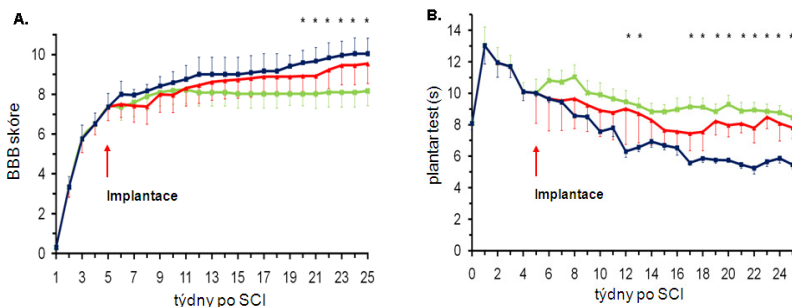 A.
* * * * * *
10
8
6
4
2
0
BBB skóre
Implantace
1 3 5 7 9 11 13 15 17 19 21 23 25
týdny po SCI
B.
* * * * * * * * * * *
14
12
10
8
6
4
2
0
plantar test (s)
Implantace
0 2 4 6 8 10 12 14 16 18 20 22 24
týdny po SCI